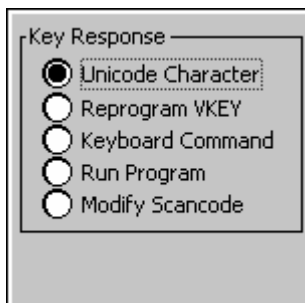 Key Response
Unicode Character
Reprogram VKEY
Keyboard Command
Run Program
Modify Scancode